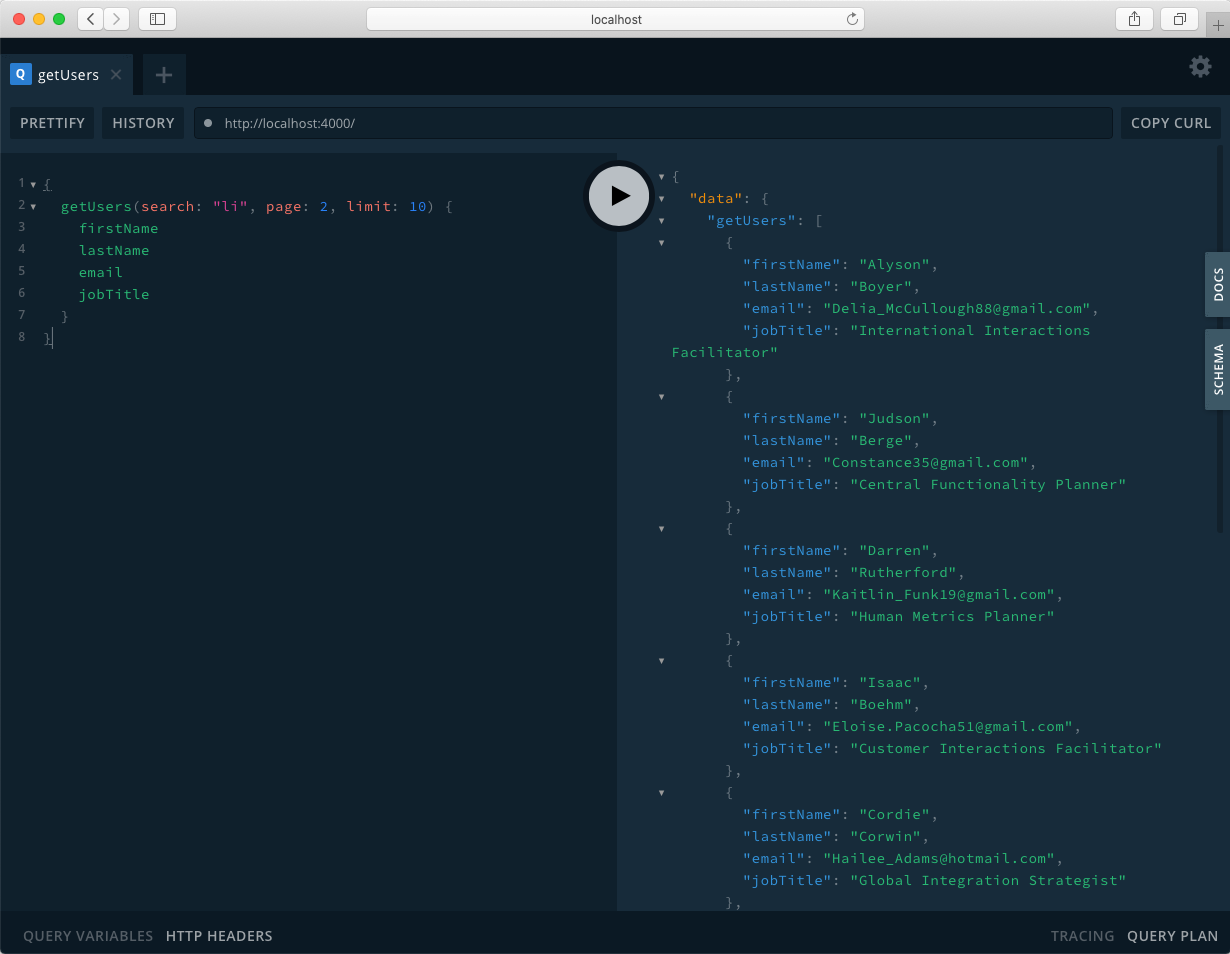 localhost
Q getUsers
PRETTIFY HISTORY http://localhost:4000/ COPY CURL
1 {
2 getUsers(search: "li", page: 2, limit: 10) {
3 firstName
4 lastName
5 email
6 jobTitle
7 }
8 }
{
"data": {
"getUsers": [
{
"firstName": "Alyson",
"lastName": "Boyer",
"email": "Delia_McCullough88@gmail.com",
"jobTitle": "International Interactions
Facilitator"
},
{
"firstName": "Judson",
"lastName": "Berge",
"email": "Constance35@gmail.com",
"jobTitle": "Central Functionality Planner"
},
{
"firstName": "Darren",
"lastName": "Rutherford",
"email": "Kaitlin_Funk19@gmail.com",
"jobTitle": "Human Metrics Planner"
},
{
"firstName": "Isaac",
"lastName": "Boehm",
"email": "Eloise.Pacocha51@gmail.com",
"jobTitle": "Customer Interactions Facilitator"
},
{
"firstName": "Cordie",
"lastName": "Corwin",
"email": "Hailee_Adams@hotmail.com",
"jobTitle": "Global Integration Strategist"
},
DOCS
SCHEMA
QUERY VARIABLES HTTP HEADERS
TRACING QUERY PLAN